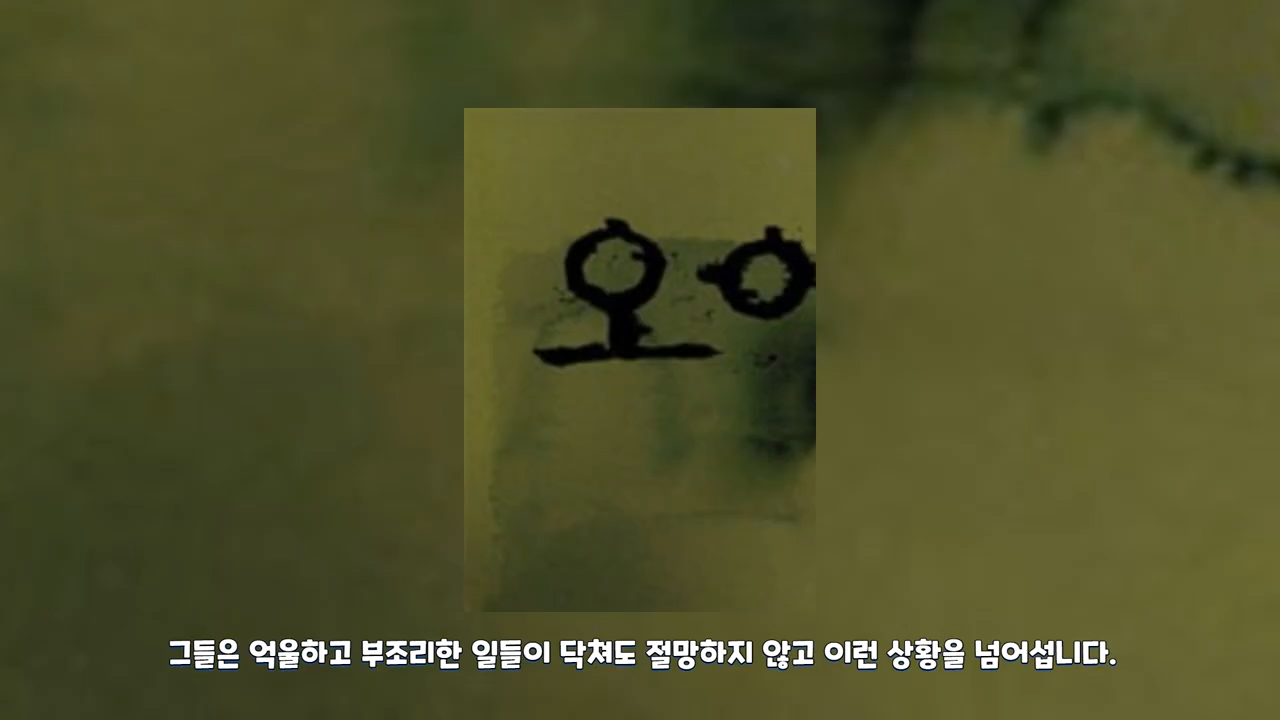 오
그들은 억울하고 부조리한 일들이 닥쳐도 절망하지 않고 이런 상황을 넘어섭니다.